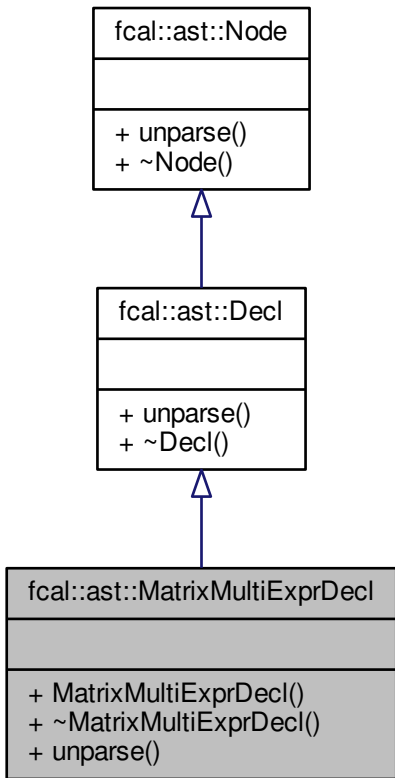 fcal::ast::Node
+ unparse()
+ ~Node()
fcal::ast::Decl
+ unparse()
+ ~Decl()
fcal::ast::MatrixMultiExprDecl
+ MatrixMultiExprDecl()
+ ~MatrixMultiExprDecl()
+ unparse()